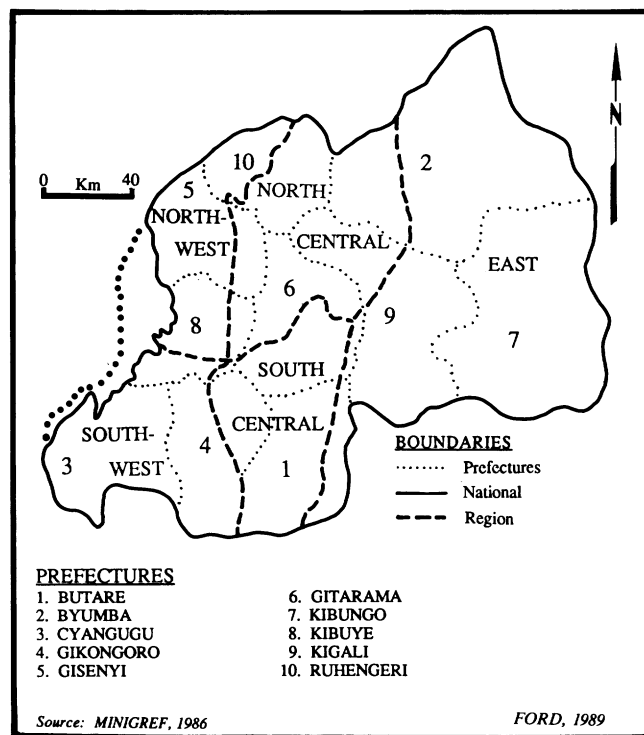 10
2
N
0 Km 40
5
NORTH
NORTH-
WEST
CENTRAL
EAST
6
8
9
7
SOUTH
SOUTH-
WEST
CENTRAL
3
4
1
BOUNDARIES
Prefectures
National
Region
PREFECTURES
1. BUTARE
2. BYUMBA
3. CYANGUGU
4. GIKONGORO
5. GISENYI
6. GITARAMA
7. KIBUNGO
8. KIBUYE
9. KIGALI
10. RUHENGERI
Source: MINIGREF, 1986
FORD, 1989